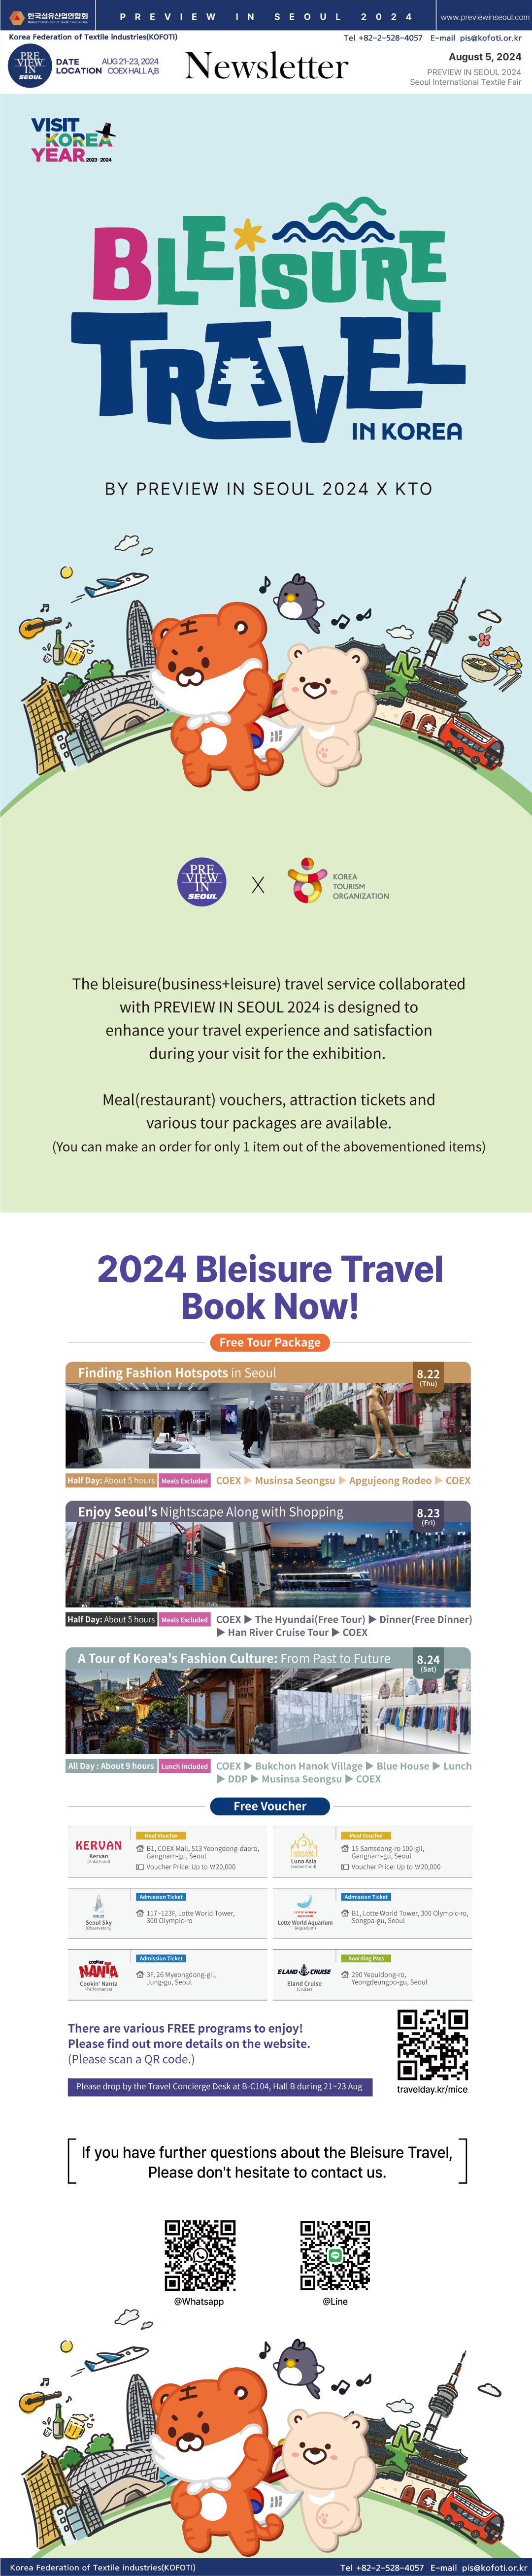 한국섬유산업연합회
PREVIEW IN SEOUL 2024
www.previewinseoul.com
Korea Federation of Textile industries(KOFOTI)
Tel +82-2-528-4057 E-mail pis@kofoti.or.kr
PRE
VIEW
IN
SEOUL
DATE AUG 21-23, 2024
LOCATION COEX HALL A,B
Newsletter
August 5, 2024
PREVIEW IN SEOUL 2024
Seoul International Textile Fair
VISIT
KOREA
YEAR 2023-2024
BLEISURE
TRAVEL
IN KOREA
BY PREVIEW IN SEOUL 2024 X KTO
N
PRE
VIEW
IN
SEOUL
X
KOREA
TOURISM
ORGANIZATION
The bleisure(business+leisure) travel service collaborated
with PREVIEW IN SEOUL 2024 is designed to
enhance your travel experience and satisfaction
during your visit for the exhibition.
Meal(restaurant) vouchers, attraction tickets and
various tour packages are available.
(You can make an order for only 1 item out of the abovementioned items)
2024 Bleisure Travel
Book Now!
Free Tour Package
Finding Fashion Hotspots in Seoul
8.22
(Thu)
Half Day: About 5 hours Meals Excluded COEX ▶ Musinsa Seongsu ▶ Apgujeong Rodeo ▶ COEX
Enjoy Seoul's Nightscape Along with Shopping
8.23
(Fri)
Half Day: About 5 hours Meals Excluded COEX ▶ The Hyundai(Free Tour) ▶ Dinner(Free Dinner)
▶ Han River Cruise Tour ▶ COEX
A Tour of Korea's Fashion Culture: From Past to Future
8.24
(Sat)
All Day : About 9 hours Lunch Included COEX ▶ Bukchon Hanok Village ▶ Blue House ▶ Lunch
▶ DDP ▶ Musinsa Seongsu ▶ COEX
Free Voucher
KERVAN
Kervan
(Halal Food)
Meal Voucher
B1, COEX Mall, 513 Yeongdong-daero,
Gangnam-gu, Seoul
Voucher Price: Up to ₩20,000
Luna Asia
(Indian Food)
Meal Voucher
15 Samseong-ro 100-gil,
Gangnam-gu, Seoul
Voucher Price: Up to ₩20,000
Seoul Sky
(Observatory)
Admission Ticket
117~123F, Lotte World Tower,
300 Olympic-ro
Lotte World Aquarium
(Aquarium)
Admission Ticket
B1, Lotte World Tower, 300 Olympic-ro,
Songpa-gu, Seoul
COOKIN'
NANTA
Cookin' Nanta
(Performance)
Admission Ticket
3F, 26 Myeongdong-gil,
Jung-gu, Seoul
E·LAND CRUISE
Eland Cruise
(Cruise)
Boarding Pass
290 Yeouidong-ro,
Yeongdeungpo-gu, Seoul
There are various FREE programs to enjoy!
Please find out more details on the website.
(Please scan a QR code.)
Please drop by the Travel Concierge Desk at B-C104, Hall B during 21~23 Aug
travelday.kr/mice
If you have further questions about the Bleisure Travel,
Please don't hesitate to contact us.
@Whatsapp
@Line
N
Korea Federation of Textile industries(KOFOTI)
Tel +82-2-528-4057 E-mail pis@kofoti.or.kr